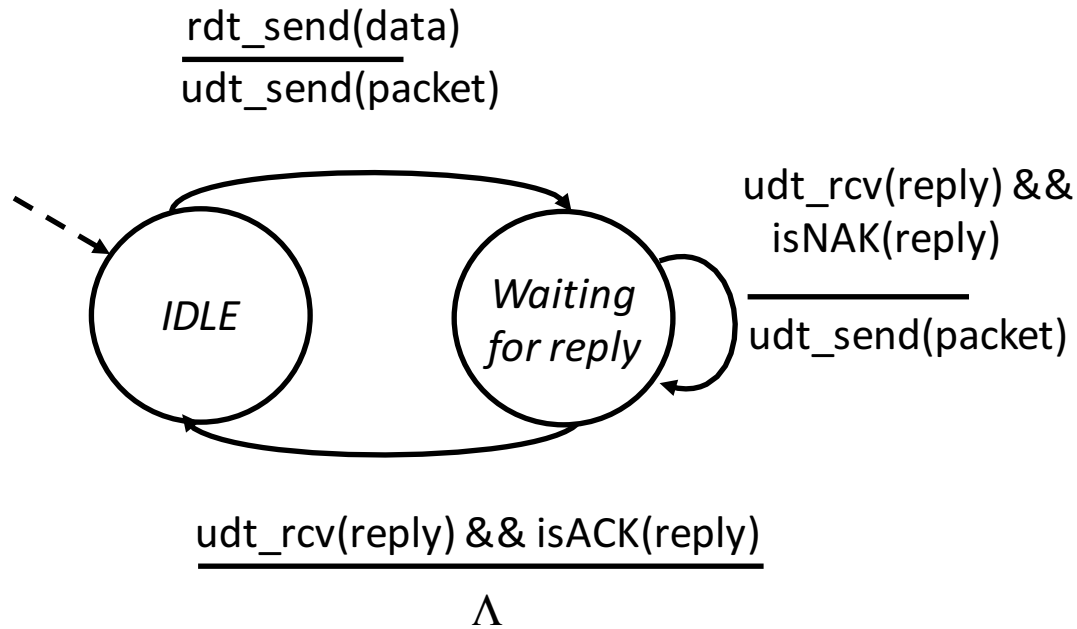 rdt_send(data)
udt_send(packet)
udt_rcv(reply) &&
isNAK(reply)
udt_send(packet)
IDLE
Waiting
for reply
udt_rcv(reply) && isACK(reply)
Λ